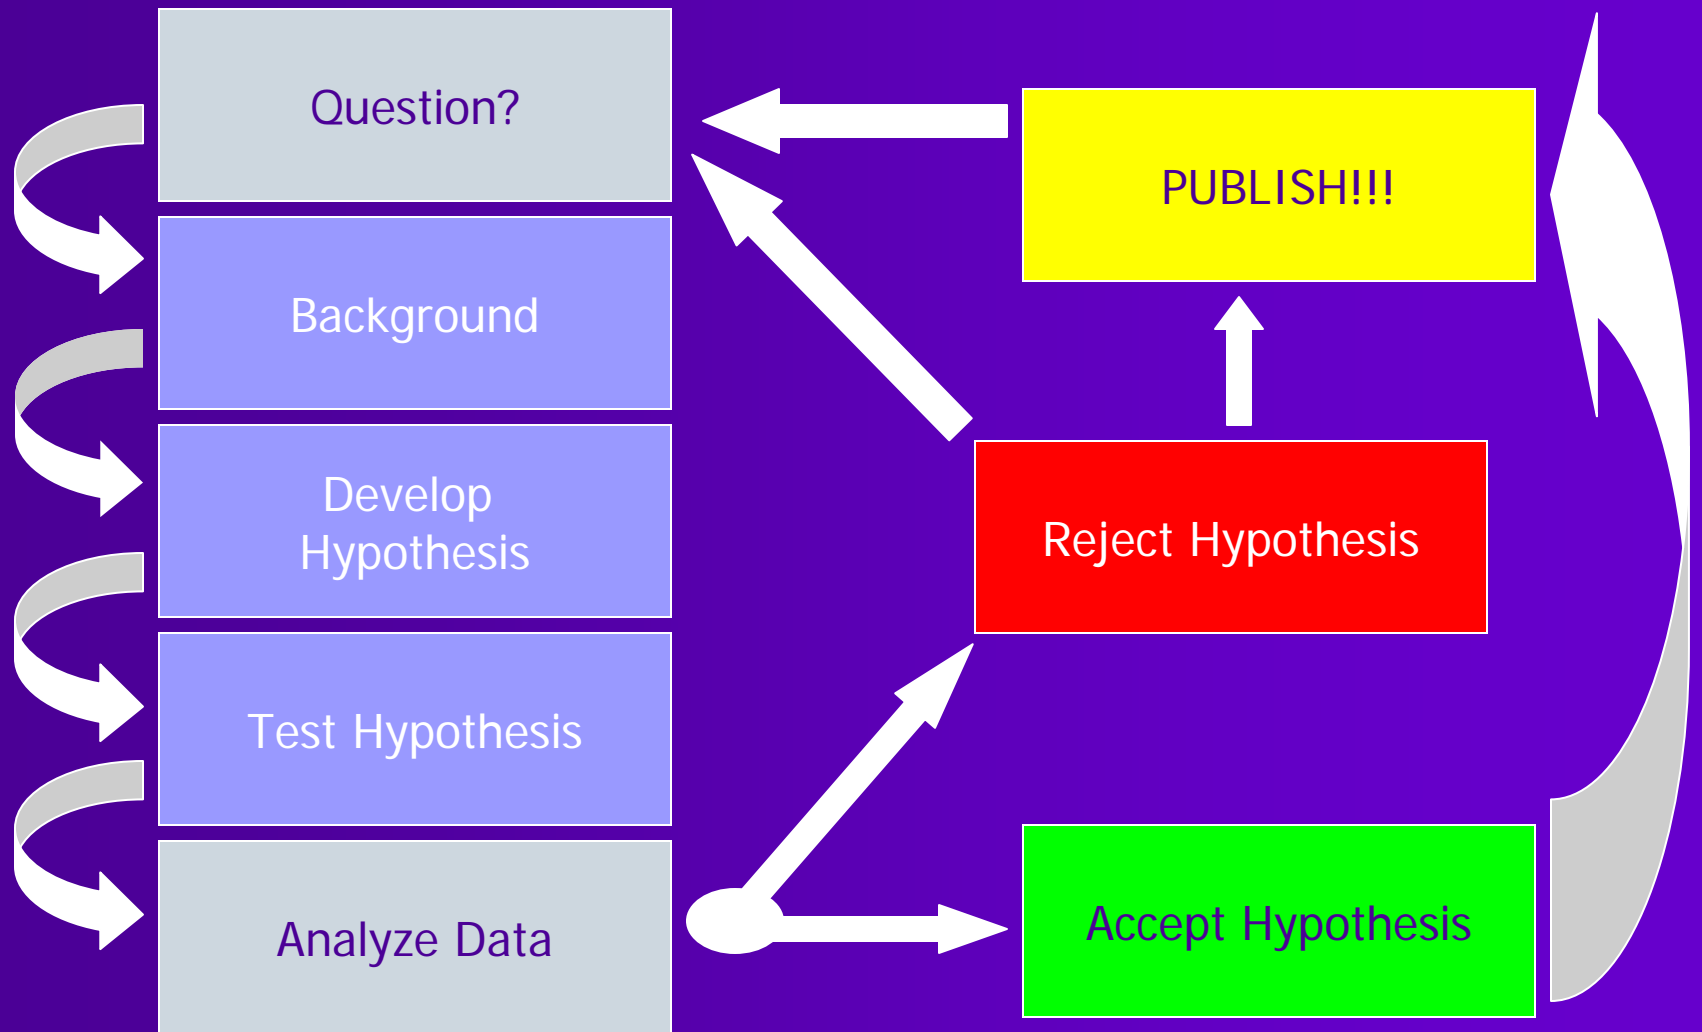 Question?
Background
Develop
Hypothesis
Test Hypothesis
Analyze Data
PUBLISH!!!
Reject Hypothesis
Accept Hypothesis